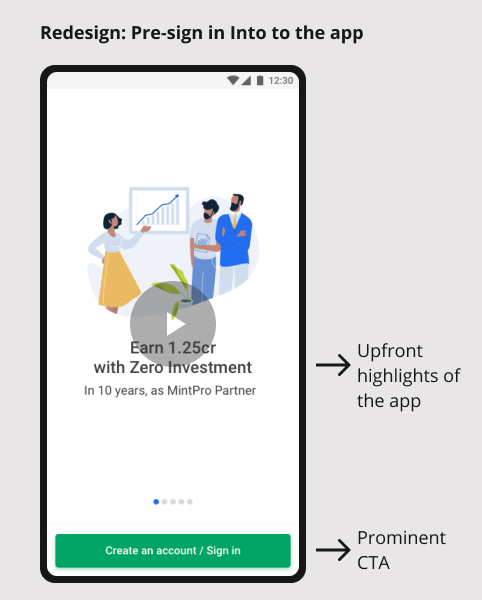 Redesign: Pre-sign in Into to the app
12:30
Earn 1.25cr
with Zero Investment
In 10 years, as MintPro Partner
Upfront
highlights of
the app
Create an account / Sign in
Prominent
CTA